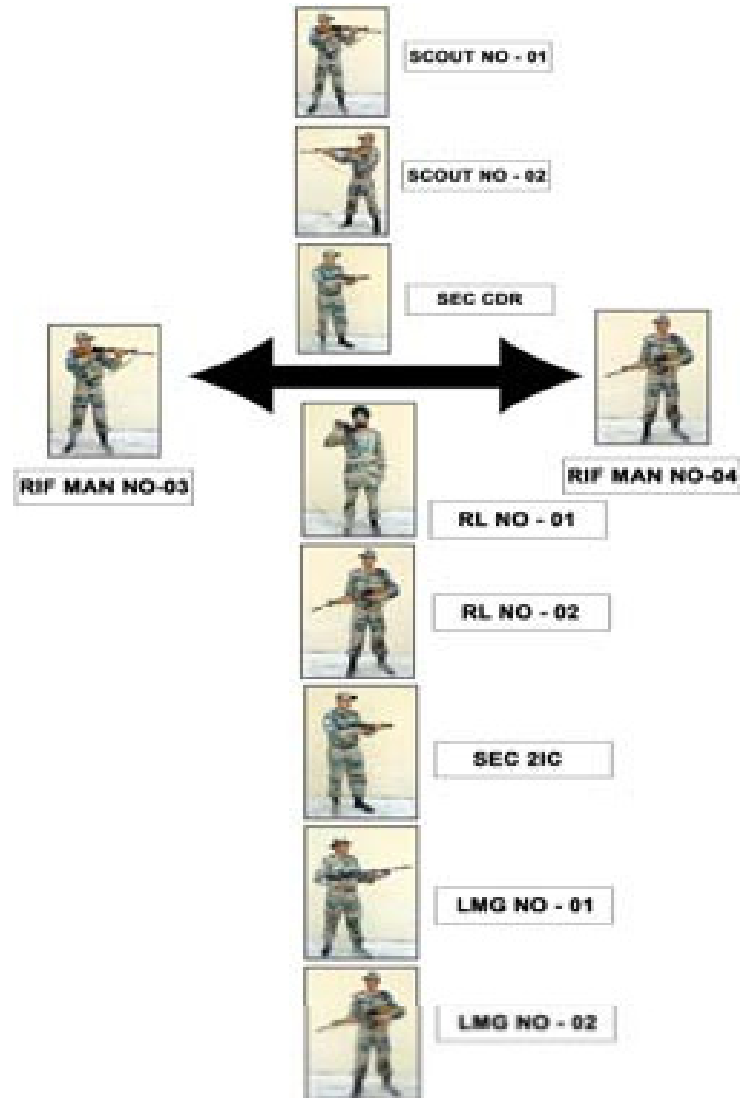 SCOUT NO - 01
SCOUT NO - 02
SEC CDR
RIF MAN NO-03
RIF MAN NO-04
RL NO - 01
RL NO - 02
SEC 2IC
LMG NO - 01
LMG NO - 02